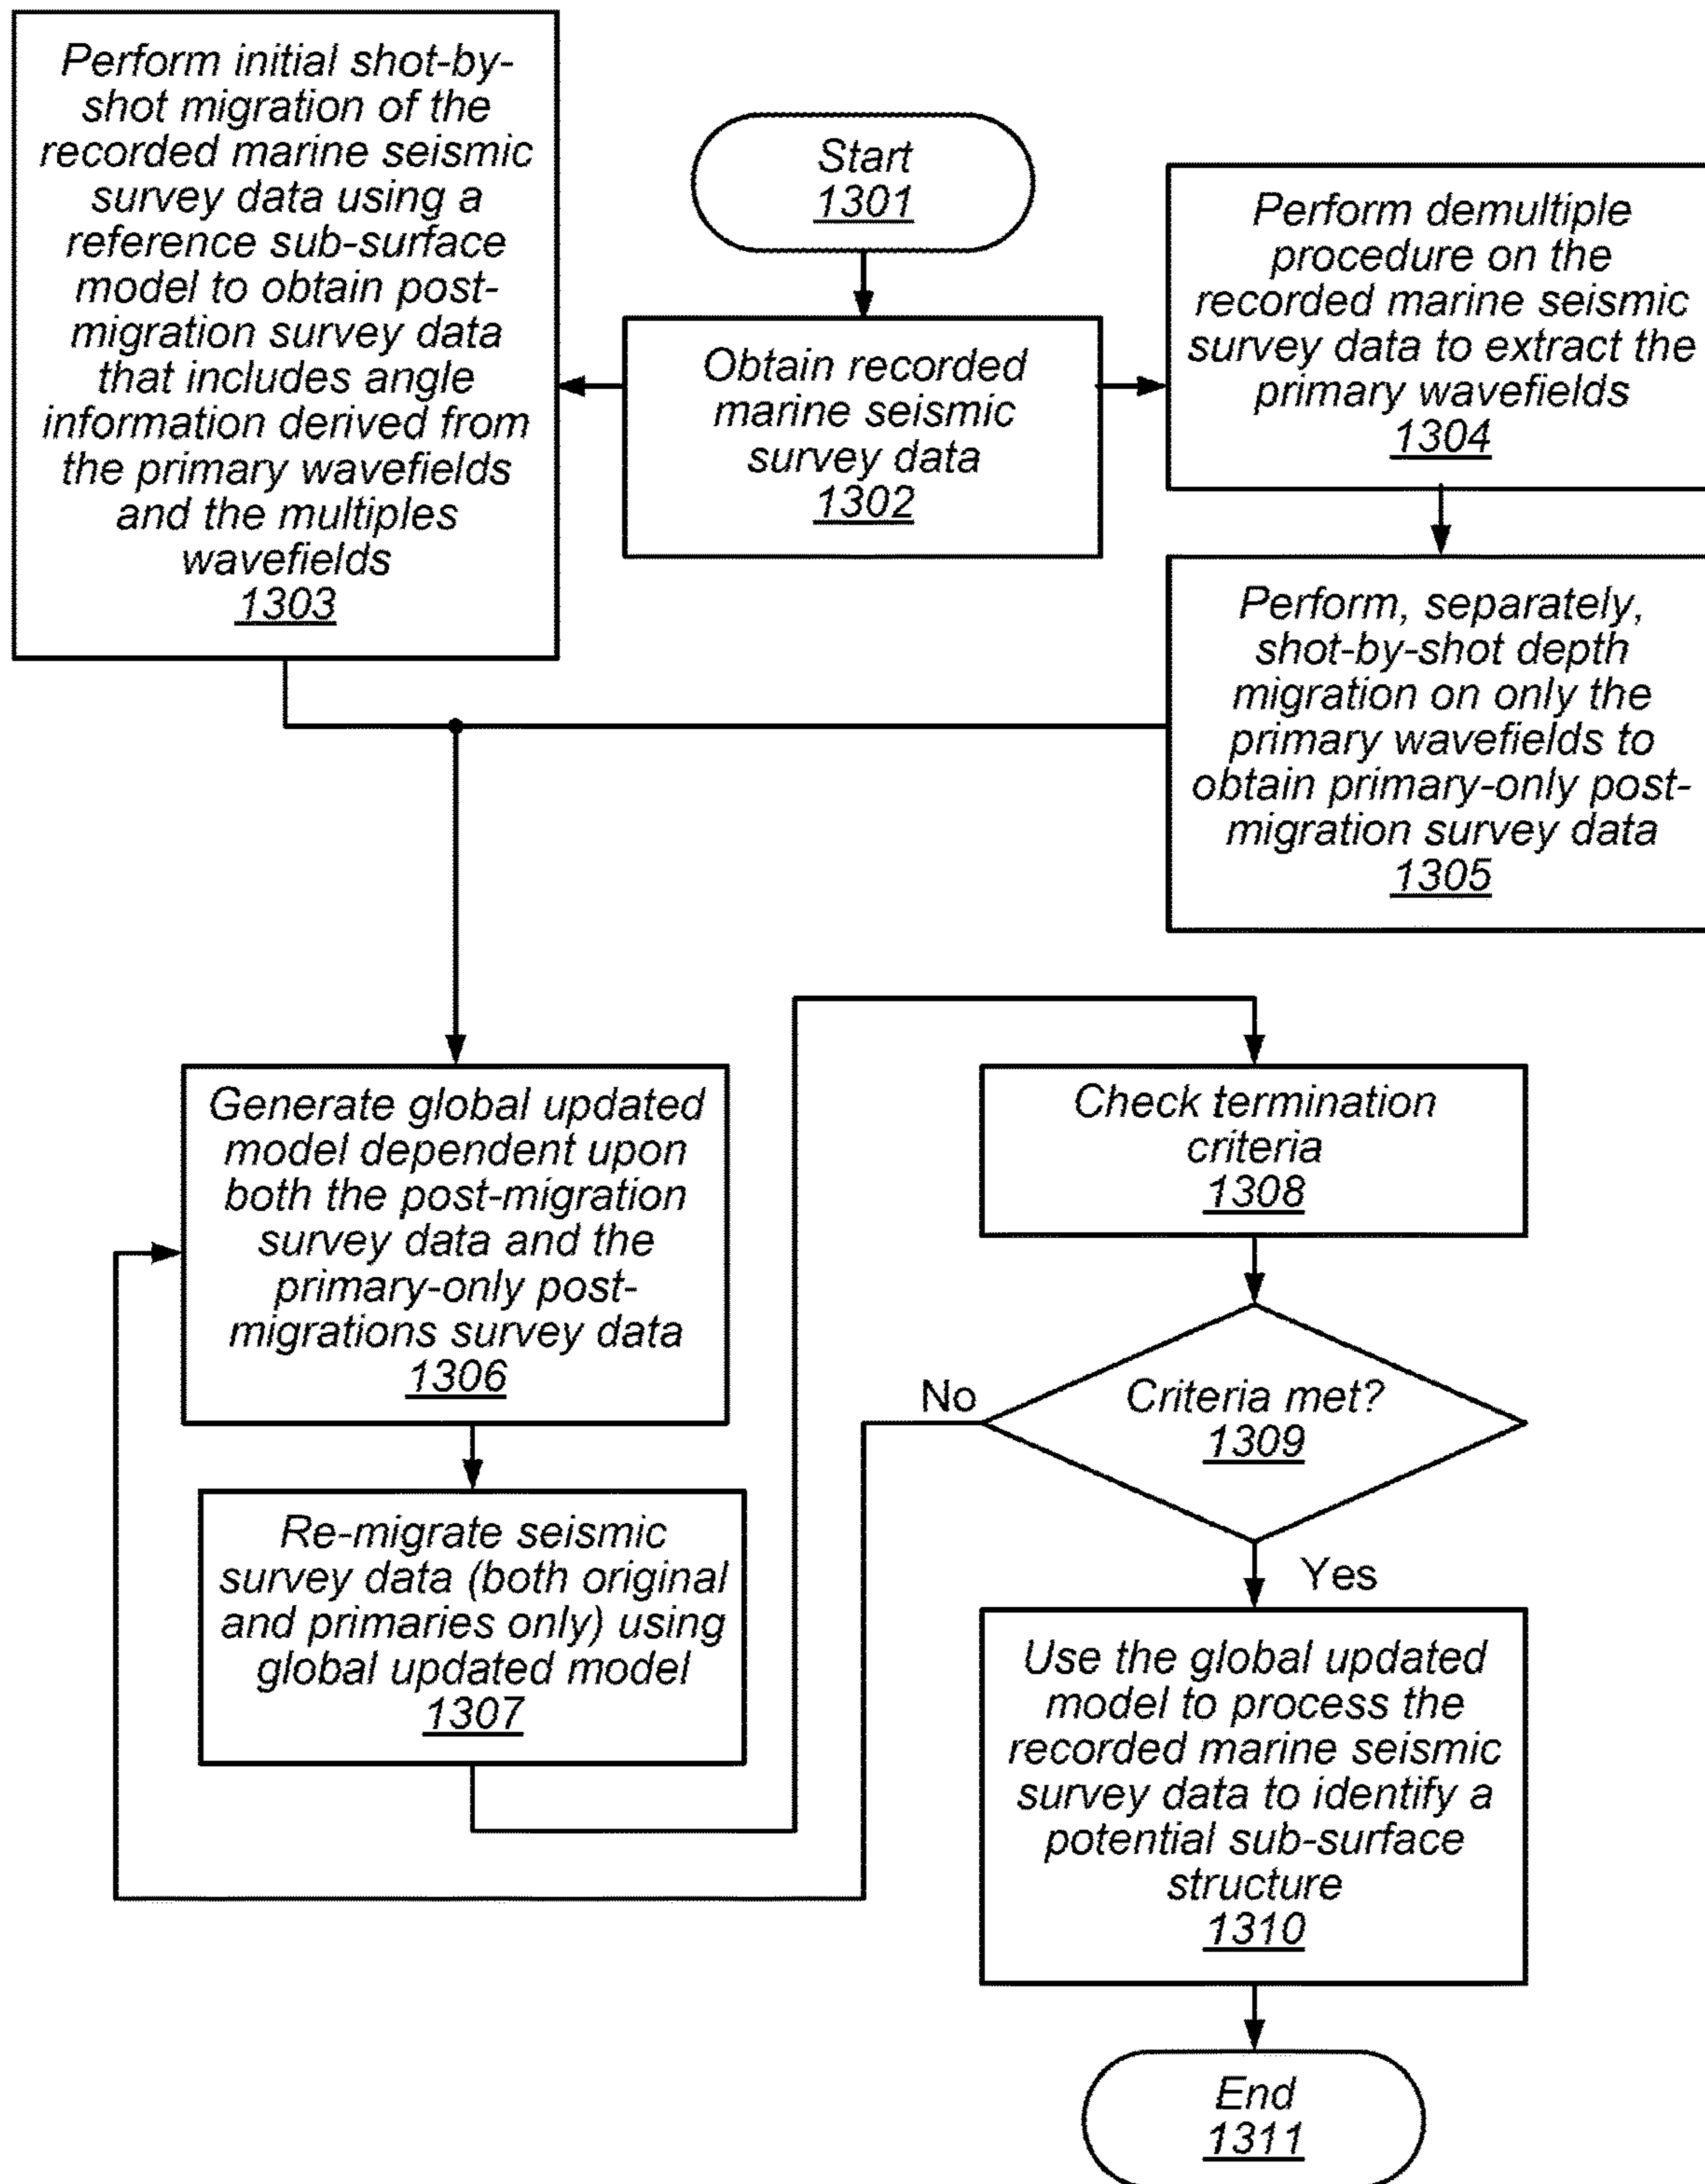 Start
1301
Obtain recorded
marine seismic
survey data
1302
Perform initial shot-by-
shot migration of the
recorded marine seismic
survey data using a
reference sub-surface
model to obtain post-
migration survey data
that includes angle
information derived from
the primary wavefields
and the multiples
wavefields
1303
Perform demultiple
procedure on the
recorded marine seismic
survey data to extract the
primary wavefields
1304
Perform, separately,
shot-by-shot depth
migration on only the
primary wavefields to
obtain primary-only post-
migration survey data
1305
Generate global updated
model dependent upon
both the post-migration
survey data and the
primary-only post-
migrations survey data
1306
Re-migrate seismic
survey data (both original
and primaries only) using
global updated model
1307
Check termination
criteria
1308
Criteria met?
1309
No
Yes
Use the global updated
model to process the
recorded marine seismic
survey data to identify a
potential sub-surface
structure
1310
End
1311